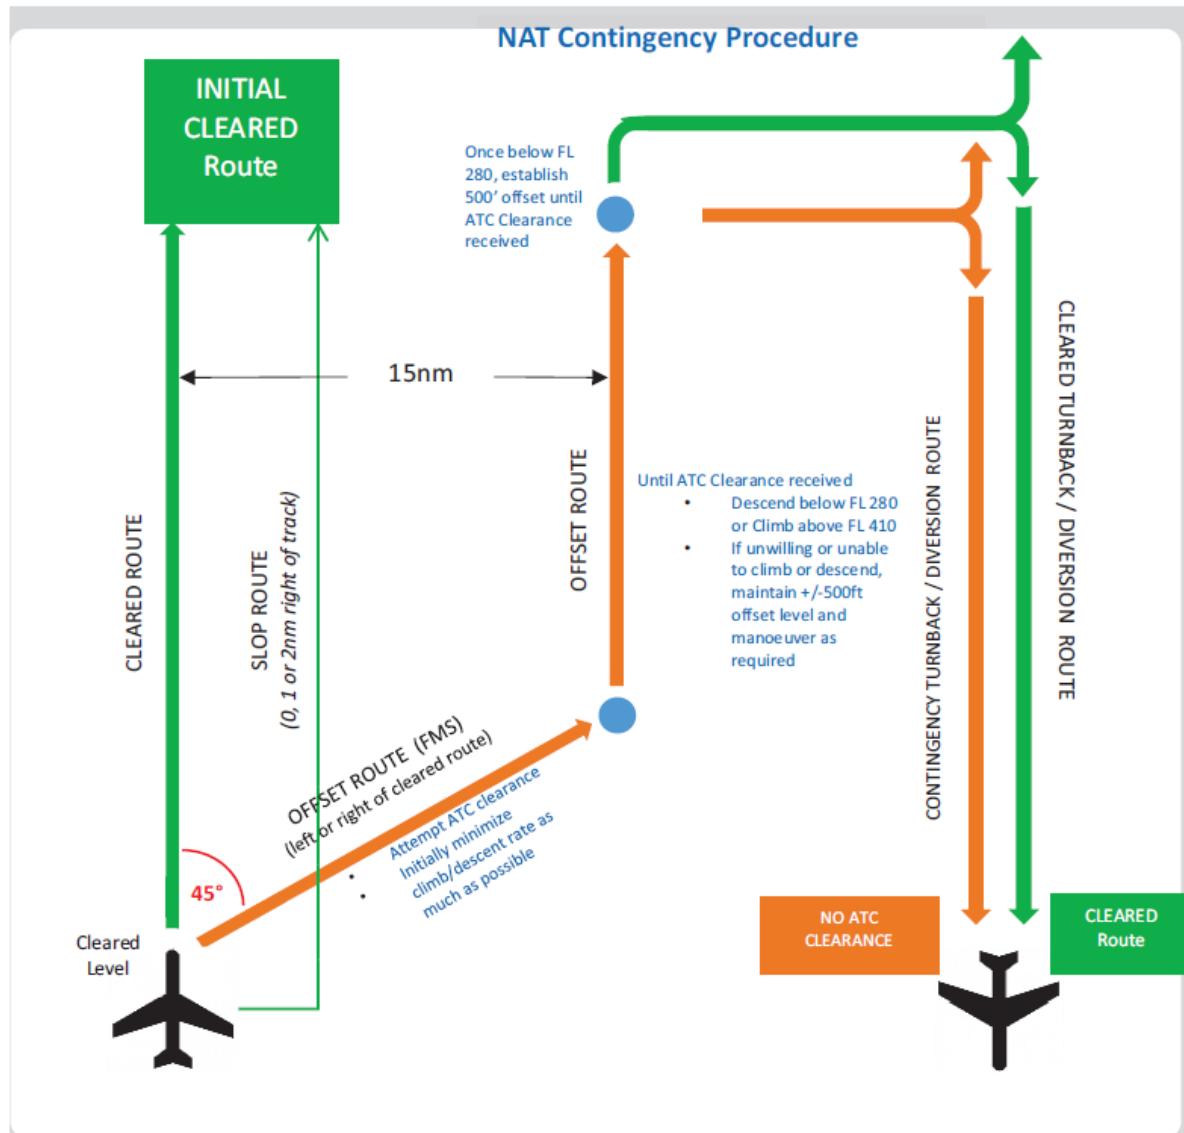 NAT Contingency Procedure
INITIAL
CLEARED
Route
Once below FL
280, establish
500' offset until
ATC Clearance
received
15nm
CLEARED ROUTE
SLOP ROUTE
(0, 1 or 2nm right of track)
OFFSET ROUTE
Until ATC Clearance received
• Descend below FL 280
or Climb above FL 410
• If unwilling or unable
to climb or descend,
maintain +/-500ft
offset level and
manoeuver as
required
CONTINGENCY TURNBACK / DIVERSION ROUTE
CLEARED TURNBACK / DIVERSION ROUTE
OFFSET ROUTE (FMS)
(left or right of cleared route)
• Attempt ATC clearance
• Initially minimize
climb/descent rate as
much as possible
45°
Cleared
Level
NO ATC
CLEARANCE
CLEARED
Route